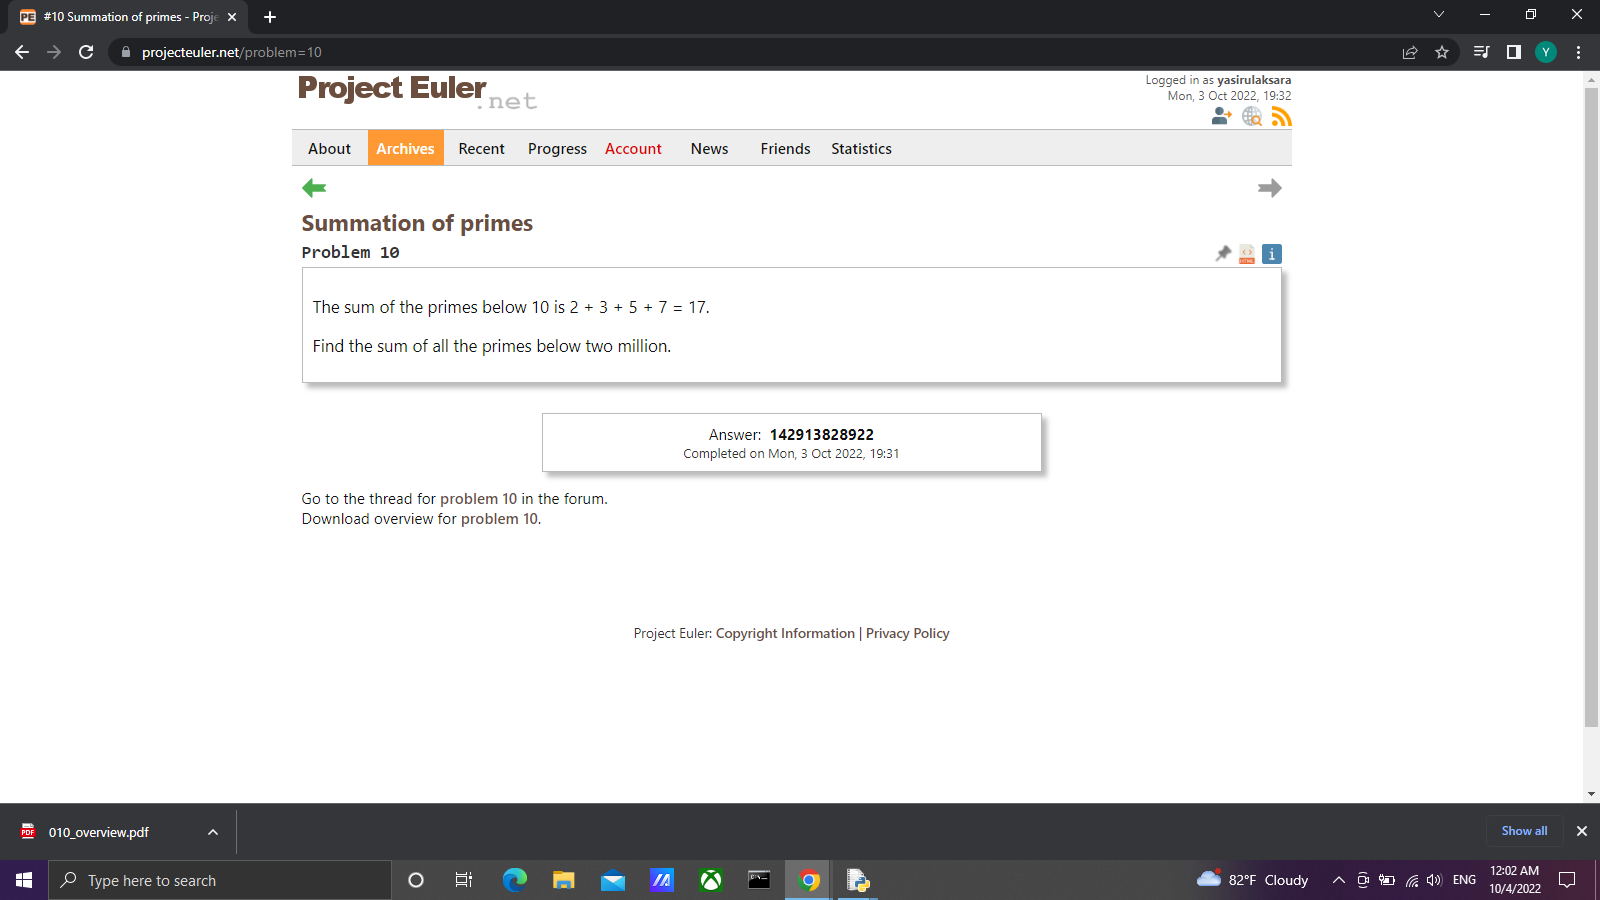 #10 Summation of primes - Proje
projecteuler.net/problem=10
Y
Project Euler
.net
Logged in as yasirulaksara
Mon, 3 Oct 2022, 19:32
About Archives Recent Progress Account News Friends Statistics
Summation of primes
Problem 10
HTML
i
The sum of the primes below 10 is 2 + 3 + 5 + 7 = 17.
Find the sum of all the primes below two million.
Answer: 142913828922
Completed on Mon, 3 Oct 2022, 19:31
Go to the thread for problem 10 in the forum.
Download overview for problem 10.
Project Euler: Copyright Information | Privacy Policy
PDF
010_overview.pdf
Show all
Type here to search
82°F Cloudy
ENG
12:02 AM
10/4/2022